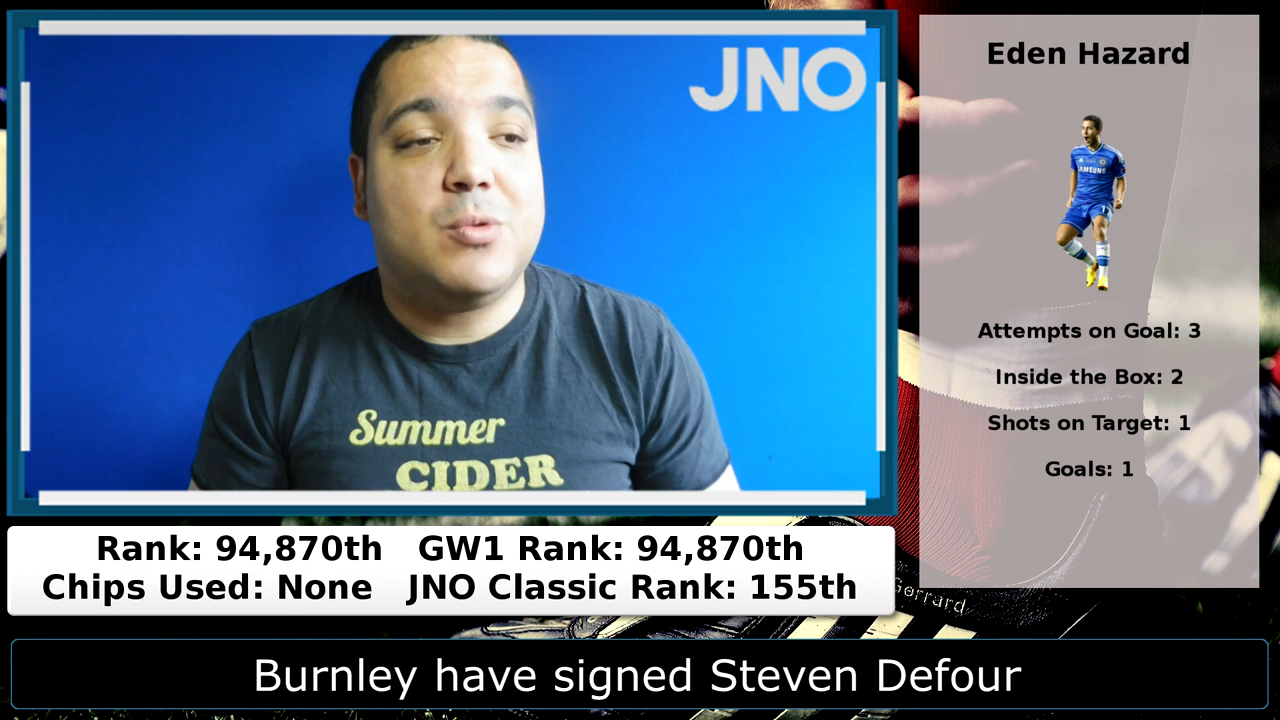 JNO
Summer
CIDER
Eden Hazard
SAMSUNG
Attempts on Goal: 3
Inside the Box: 2
Shots on Target: 1
Goals: 1
Rank: 94,870th GW1 Rank: 94,870th
Chips Used: None JNO Classic Rank: 155th
Gerrard
Burnley have signed Steven Defour